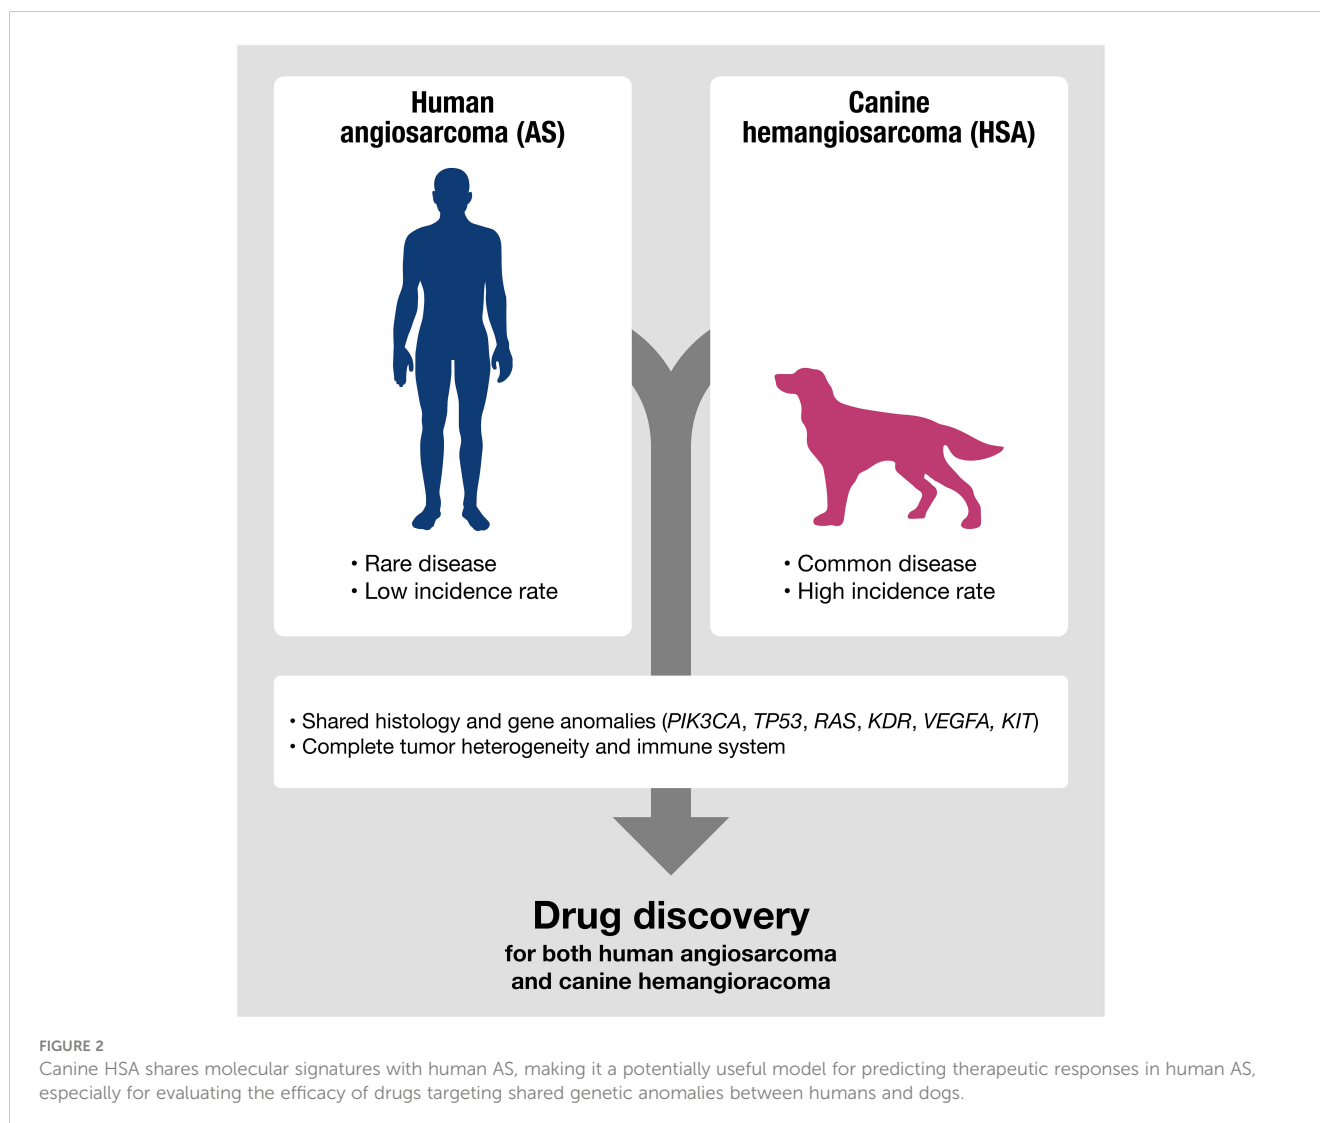 Human
angiosarcoma (AS)
• Rare disease
• Low incidence rate
Canine
hemangiosarcoma (HSA)
• Common disease
• High incidence rate
• Shared histology and gene anomalies (PIK3CA, TP53, RAS, KDR, VEGFA, KIT)
• Complete tumor heterogeneity and immune system
Drug discovery
for both human angiosarcoma
and canine hemangioracoma
FIGURE 2
Canine HSA shares molecular signatures with human AS, making it a potentially useful model for predicting therapeutic responses in human AS,
especially for evaluating the efficacy of drugs targeting shared genetic anomalies between humans and dogs.